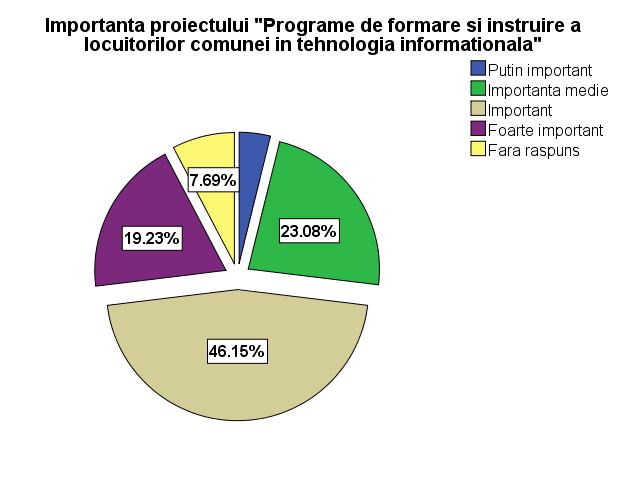 Importanta proiectului "Programe de formare si instruire a
locuitorilor comunei in tehnologia informationala"
Putin important
Importanta medie
Important
Foarte important
Fara raspuns
7.69%
23.08%
19.23%
46.15%